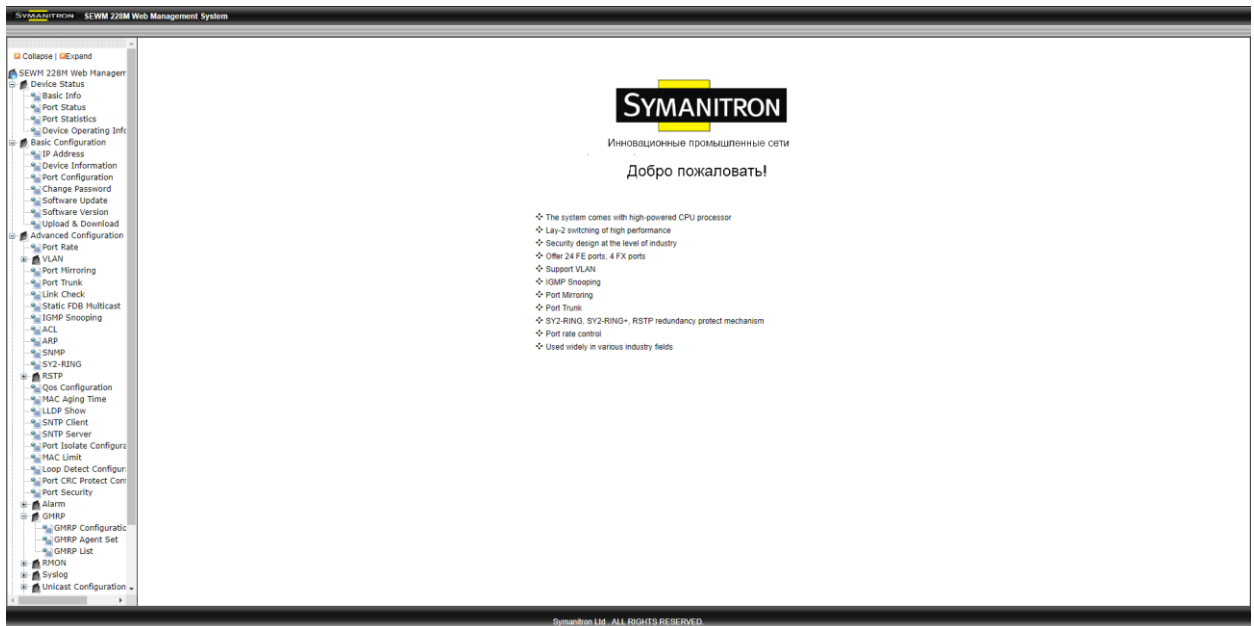 SYMANITRON SEWM 228M Web Management System
Collapse | Expand
SEWM 228M Web Managem
Device Status
Basic Info
Port Status
Port Statistics
Device Operating Info
Basic Configuration
IP Address
Device Information
Port Configuration
Change Password
Software Update
Software Version
Upload & Download
Advanced Configuration
Port Rate
VLAN
Port Mirroring
Port Trunk
Link Check
Static FDB Multicast
IGMP Snooping
ACL
ARP
SNMP
SY2-RING
RSTP
Qos Configuration
MAC Aging Time
LLDP Show
SNTP Client
SNTP Server
Port Isolate Configura
MAC Limit
Loop Detect Configur
Port CRC Protect Con
Port Security
Alarm
GMRP
GMRP Configuratio
GMRP Agent Set
GMRP List
RMON
Syslog
Unicast Configuration
SYMANITRON
Инновационные промышленные сети
Добро пожаловать!
The system comes with high-powered CPU processor
Lay-2 switching of high performance
Security design at the level of industry
Offer 24 FE ports, 4 FX ports
Support VLAN
IGMP Snooping
Port Mirroring
Port Trunk
SY2-RING, SY2-RING+, RSTP redundancy protect mechanism
Port rate control
Used widely in various industry fields
Symanitron Ltd . ALL RIGHTS RESERVED.